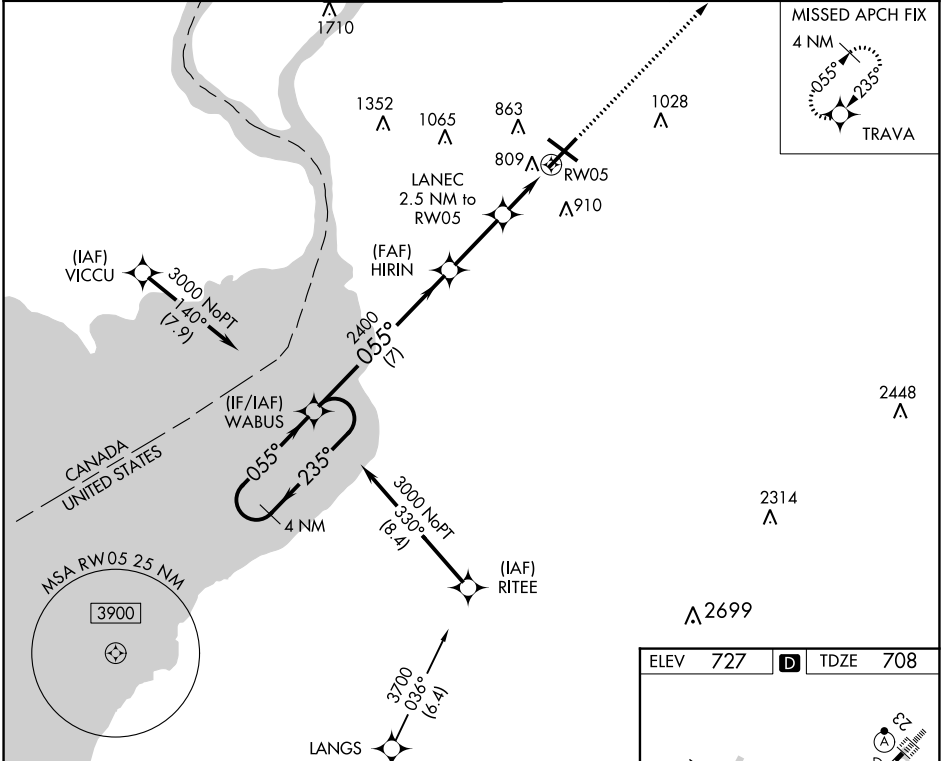 MISSED APCH FIX
4 NM
055°
235°
TRAVA
1710
1352
1065
863
1028
809
RW05
910
LANEC
2.5 NM to
RW05
(FAF)
HIRIN
(IAF)
VICCU
3000 NoPT
140°
(7.9)
2400
055°
(7)
(IF/IAF)
WABUS
055°
235°
4 NM
CANADA
UNITED STATES
2448
2314
2699
3000 NoPT
330°
(8.4)
(IAF)
RITEE
MSA RW05 25 NM
3900
3700
036°
(6.4)
LANGS
ELEV 727 D TDZE 708
23
A